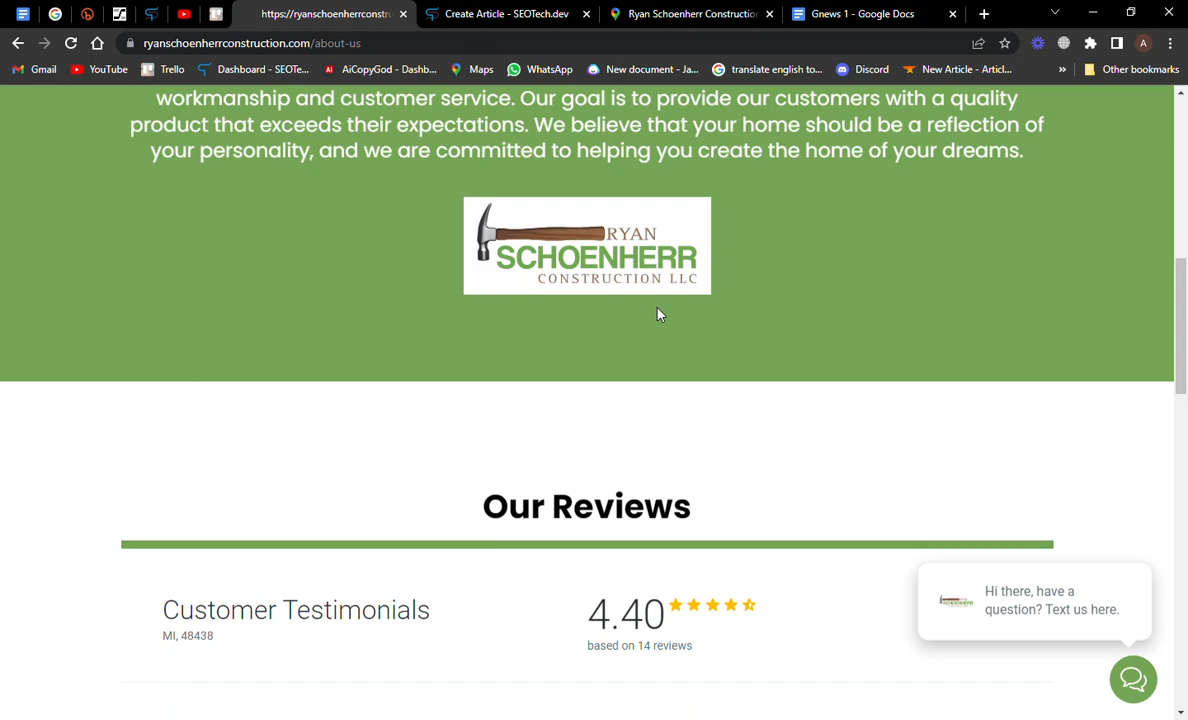 https://ryanschoenherrconstru
Create Article - SEOTech.dev
Ryan Schoenherr Constructio
Gnews 1 - Google Docs
ryanschoenherrconstruction.com/about-us
A
Gmail
YouTube
Trello
Dashboard - SEOTe...
AI
AiCopyGod - Dashb...
Maps
WhatsApp
New document - Ja...
translate english to...
Discord
New Article - Articl...
»
Other bookmarks
workmanship and customer service. Our goal is to provide our customers with a quality
product that exceeds their expectations. We believe that your home should be a reflection of
your personality, and we are committed to helping you create the home of your dreams.
RYAN
SCHOENHERR
CONSTRUCTION LLC
Our Reviews
Customer Testimonials
MI, 48438
4.40
based on 14 reviews
Hi there, have a
question? Text us here.